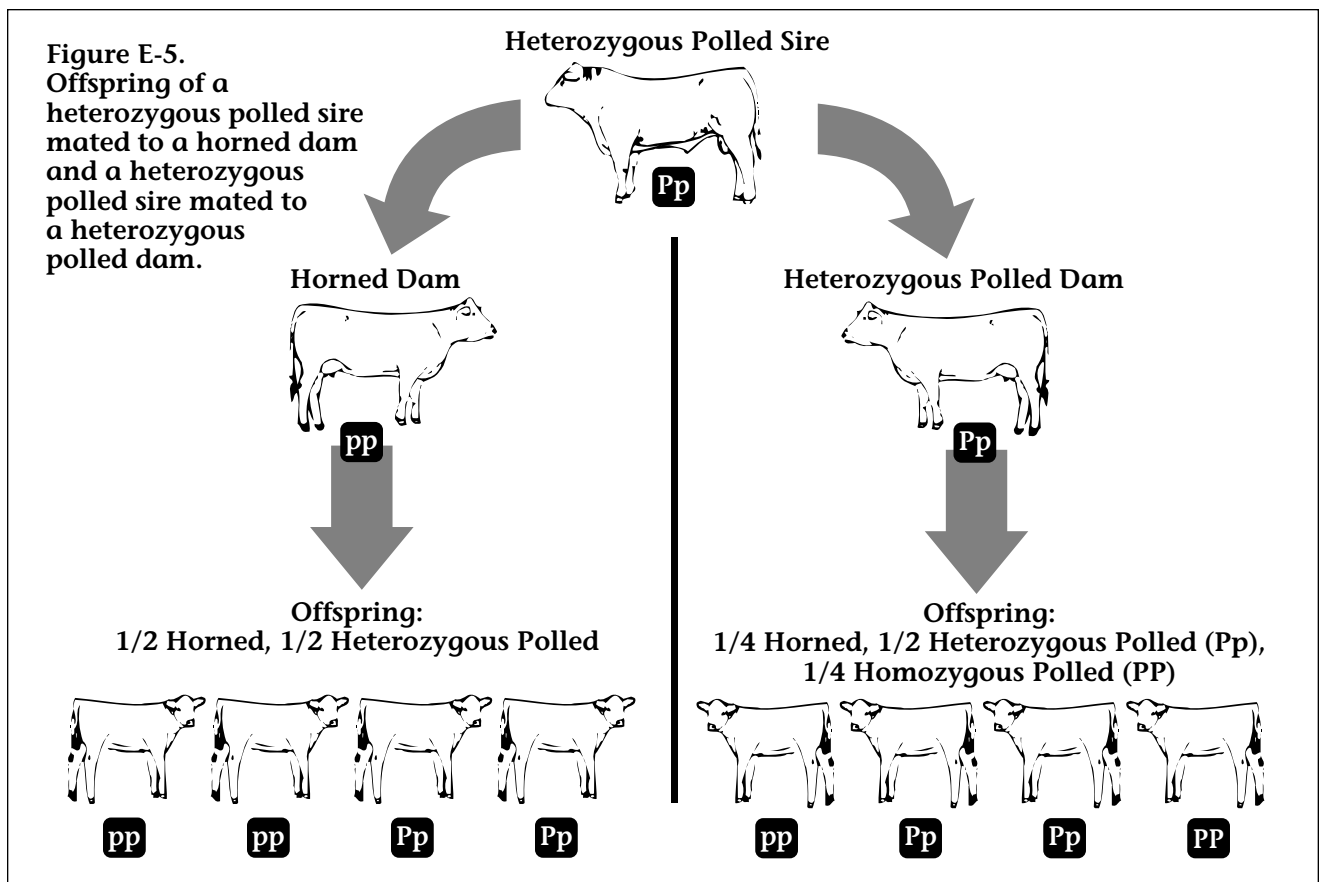 Figure E-5.
Offspring of a
heterozygous polled sire
mated to a horned dam
and a heterozygous
polled sire mated to
a heterozygous
polled dam.
Heterozygous Polled Sire
Pp
Horned Dam
pp
Heterozygous Polled Dam
Pp
Offspring:
1/2 Horned, 1/2 Heterozygous Polled
pp pp Pp Pp
Offspring:
1/4 Horned, 1/2 Heterozygous Polled (Pp),
1/4 Homozygous Polled (PP)
pp Pp Pp PP